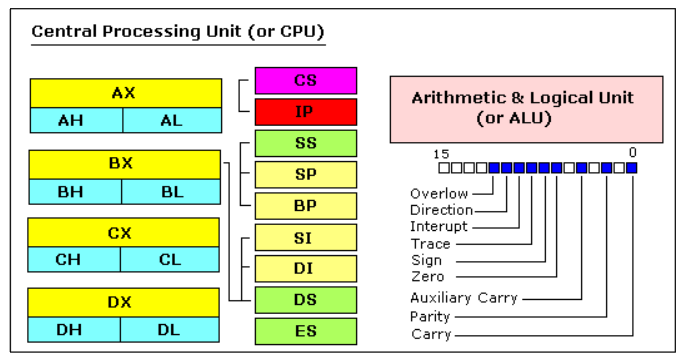 Central Processing Unit (or CPU)
AX
AH AL
BX
BH BL
CX
CH CL
DX
DH DL
CS
IP
SS
SP
BP
SI
DI
DS
ES
Arithmetic & Logical Unit
(or ALU)
15 0
Overlow
Direction
Interupt
Trace
Sign
Zero
Auxiliary Carry
Parity
Carry